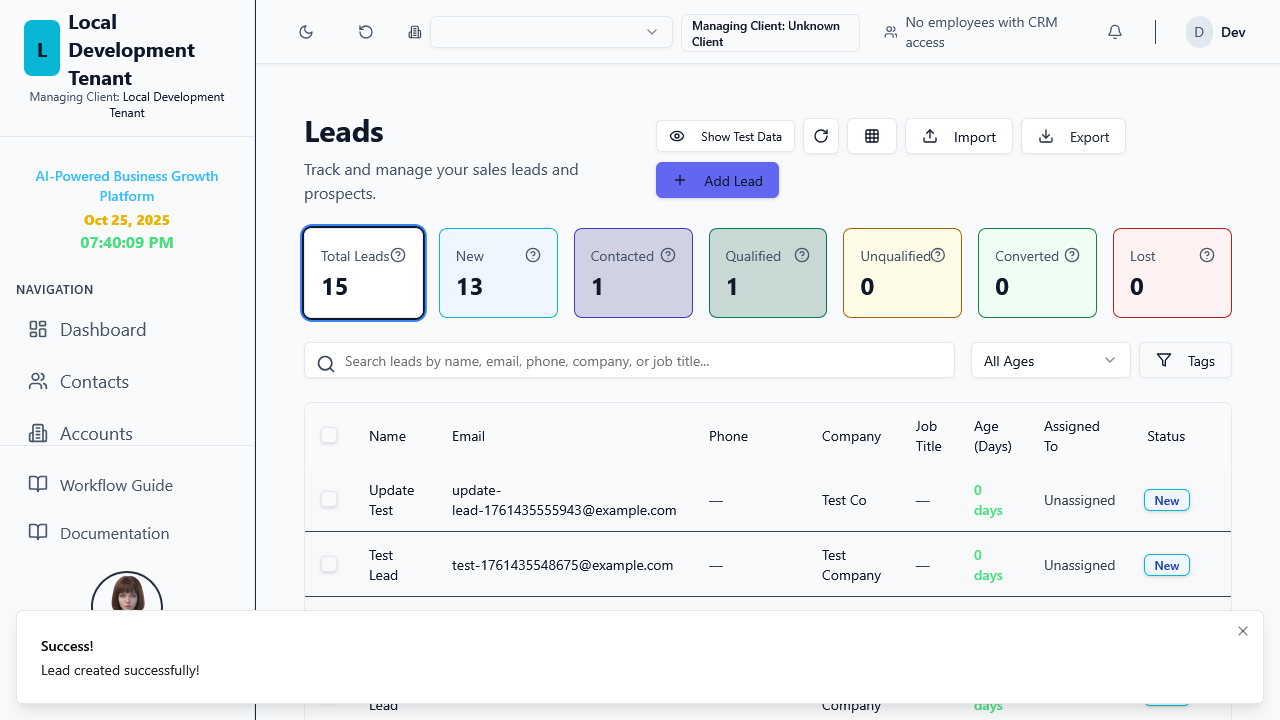 L
Local
Development
Tenant
Managing Client: Local Development
Tenant
AI-Powered Business Growth
Platform
Oct 25, 2025
07:40:09 PM
NAVIGATION
Dashboard
Contacts
Accounts
Workflow Guide
Documentation
Managing Client: Unknown
Client
No employees with CRM
access
D
Dev
Leads
Track and manage your sales leads and
prospects.
Show Test Data
Import
Export
Add Lead
Total Leads
15
New
13
Contacted
1
Qualified
1
Unqualified
0
Converted
0
Lost
0
Search leads by name, email, phone, company, or job title...
All Ages
Tags
Name
Email
Phone
Company
Job
Title
Age
(Days)
Assigned
To
Status
Update
Test
update-
lead-1761435555943@example.com
—
Test Co
—
0
days
Unassigned
New
Test
Lead
test-1761435548675@example.com
—
Test
Company
—
0
days
Unassigned
New
Success!
Lead created successfully!
Lead
Company
days